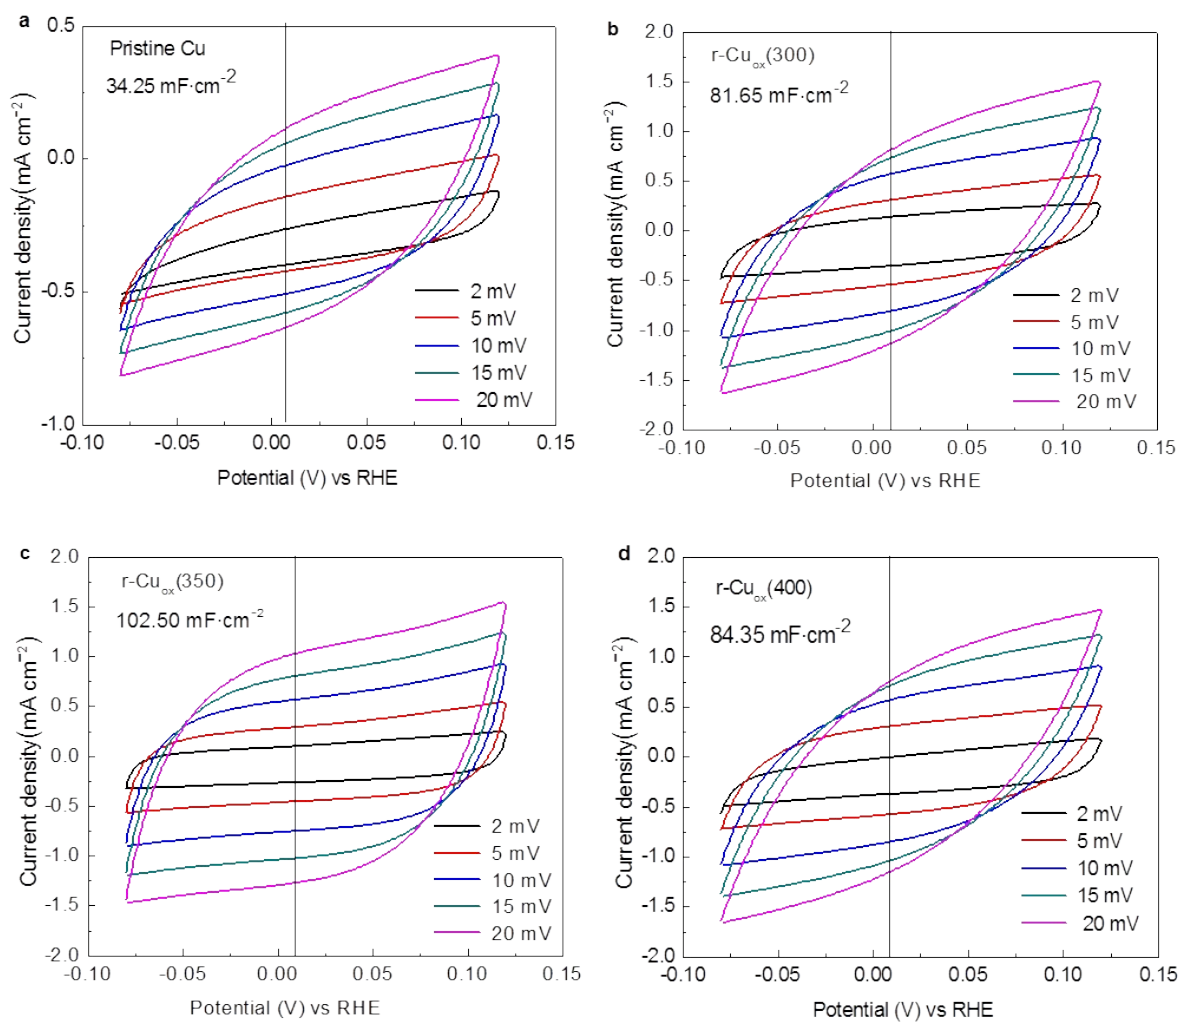 a
Pristine Cu
34.25 mF·cm⁻²
0.5
0.0
-0.5
-1.0
Current density(mA cm⁻²)
2 mV
5 mV
10 mV
15 mV
20 mV
-0.10
-0.05
0.00
0.05
0.10
0.15
Potential (V) vs RHE
b
r-Cuₒₓ(300)
81.65 mF·cm⁻²
2.0
1.5
1.0
0.5
0.0
-0.5
-1.0
-1.5
-2.0
Current density(mA cm⁻²)
2 mV
5 mV
10 mV
15 mV
20 mV
-0.10
-0.05
0.00
0.05
0.10
0.15
Potential (V) vs RHE
c
r-Cuₒₓ(350)
102.50 mF·cm⁻²
2.0
1.5
1.0
0.5
0.0
-0.5
-1.0
-1.5
-2.0
Current density(mA cm⁻²)
2 mV
5 mV
10 mV
15 mV
20 mV
-0.10
-0.05
0.00
0.05
0.10
0.15
Potential (V) vs RHE
d
r-Cuₒₓ(400)
84.35 mF·cm⁻²
2.0
1.5
1.0
0.5
0.0
-0.5
-1.0
-1.5
-2.0
Current density(mA cm⁻²)
2 mV
5 mV
10 mV
15 mV
20 mV
-0.10
-0.05
0.00
0.05
0.10
0.15
Potential (V) vs RHE